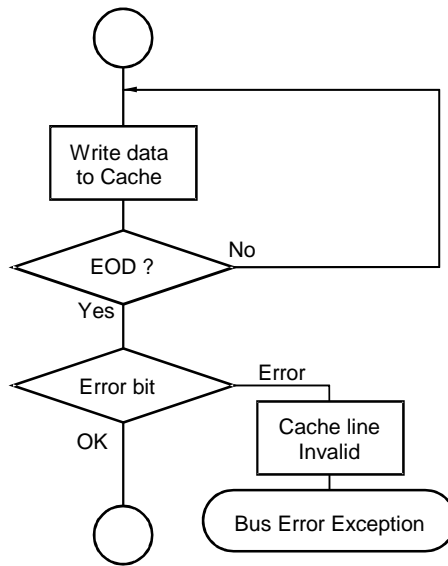 Write data
to Cache
No
EOD ?
Yes
Error
Error bit
OK
Cache line
Invalid
Bus Error Exception